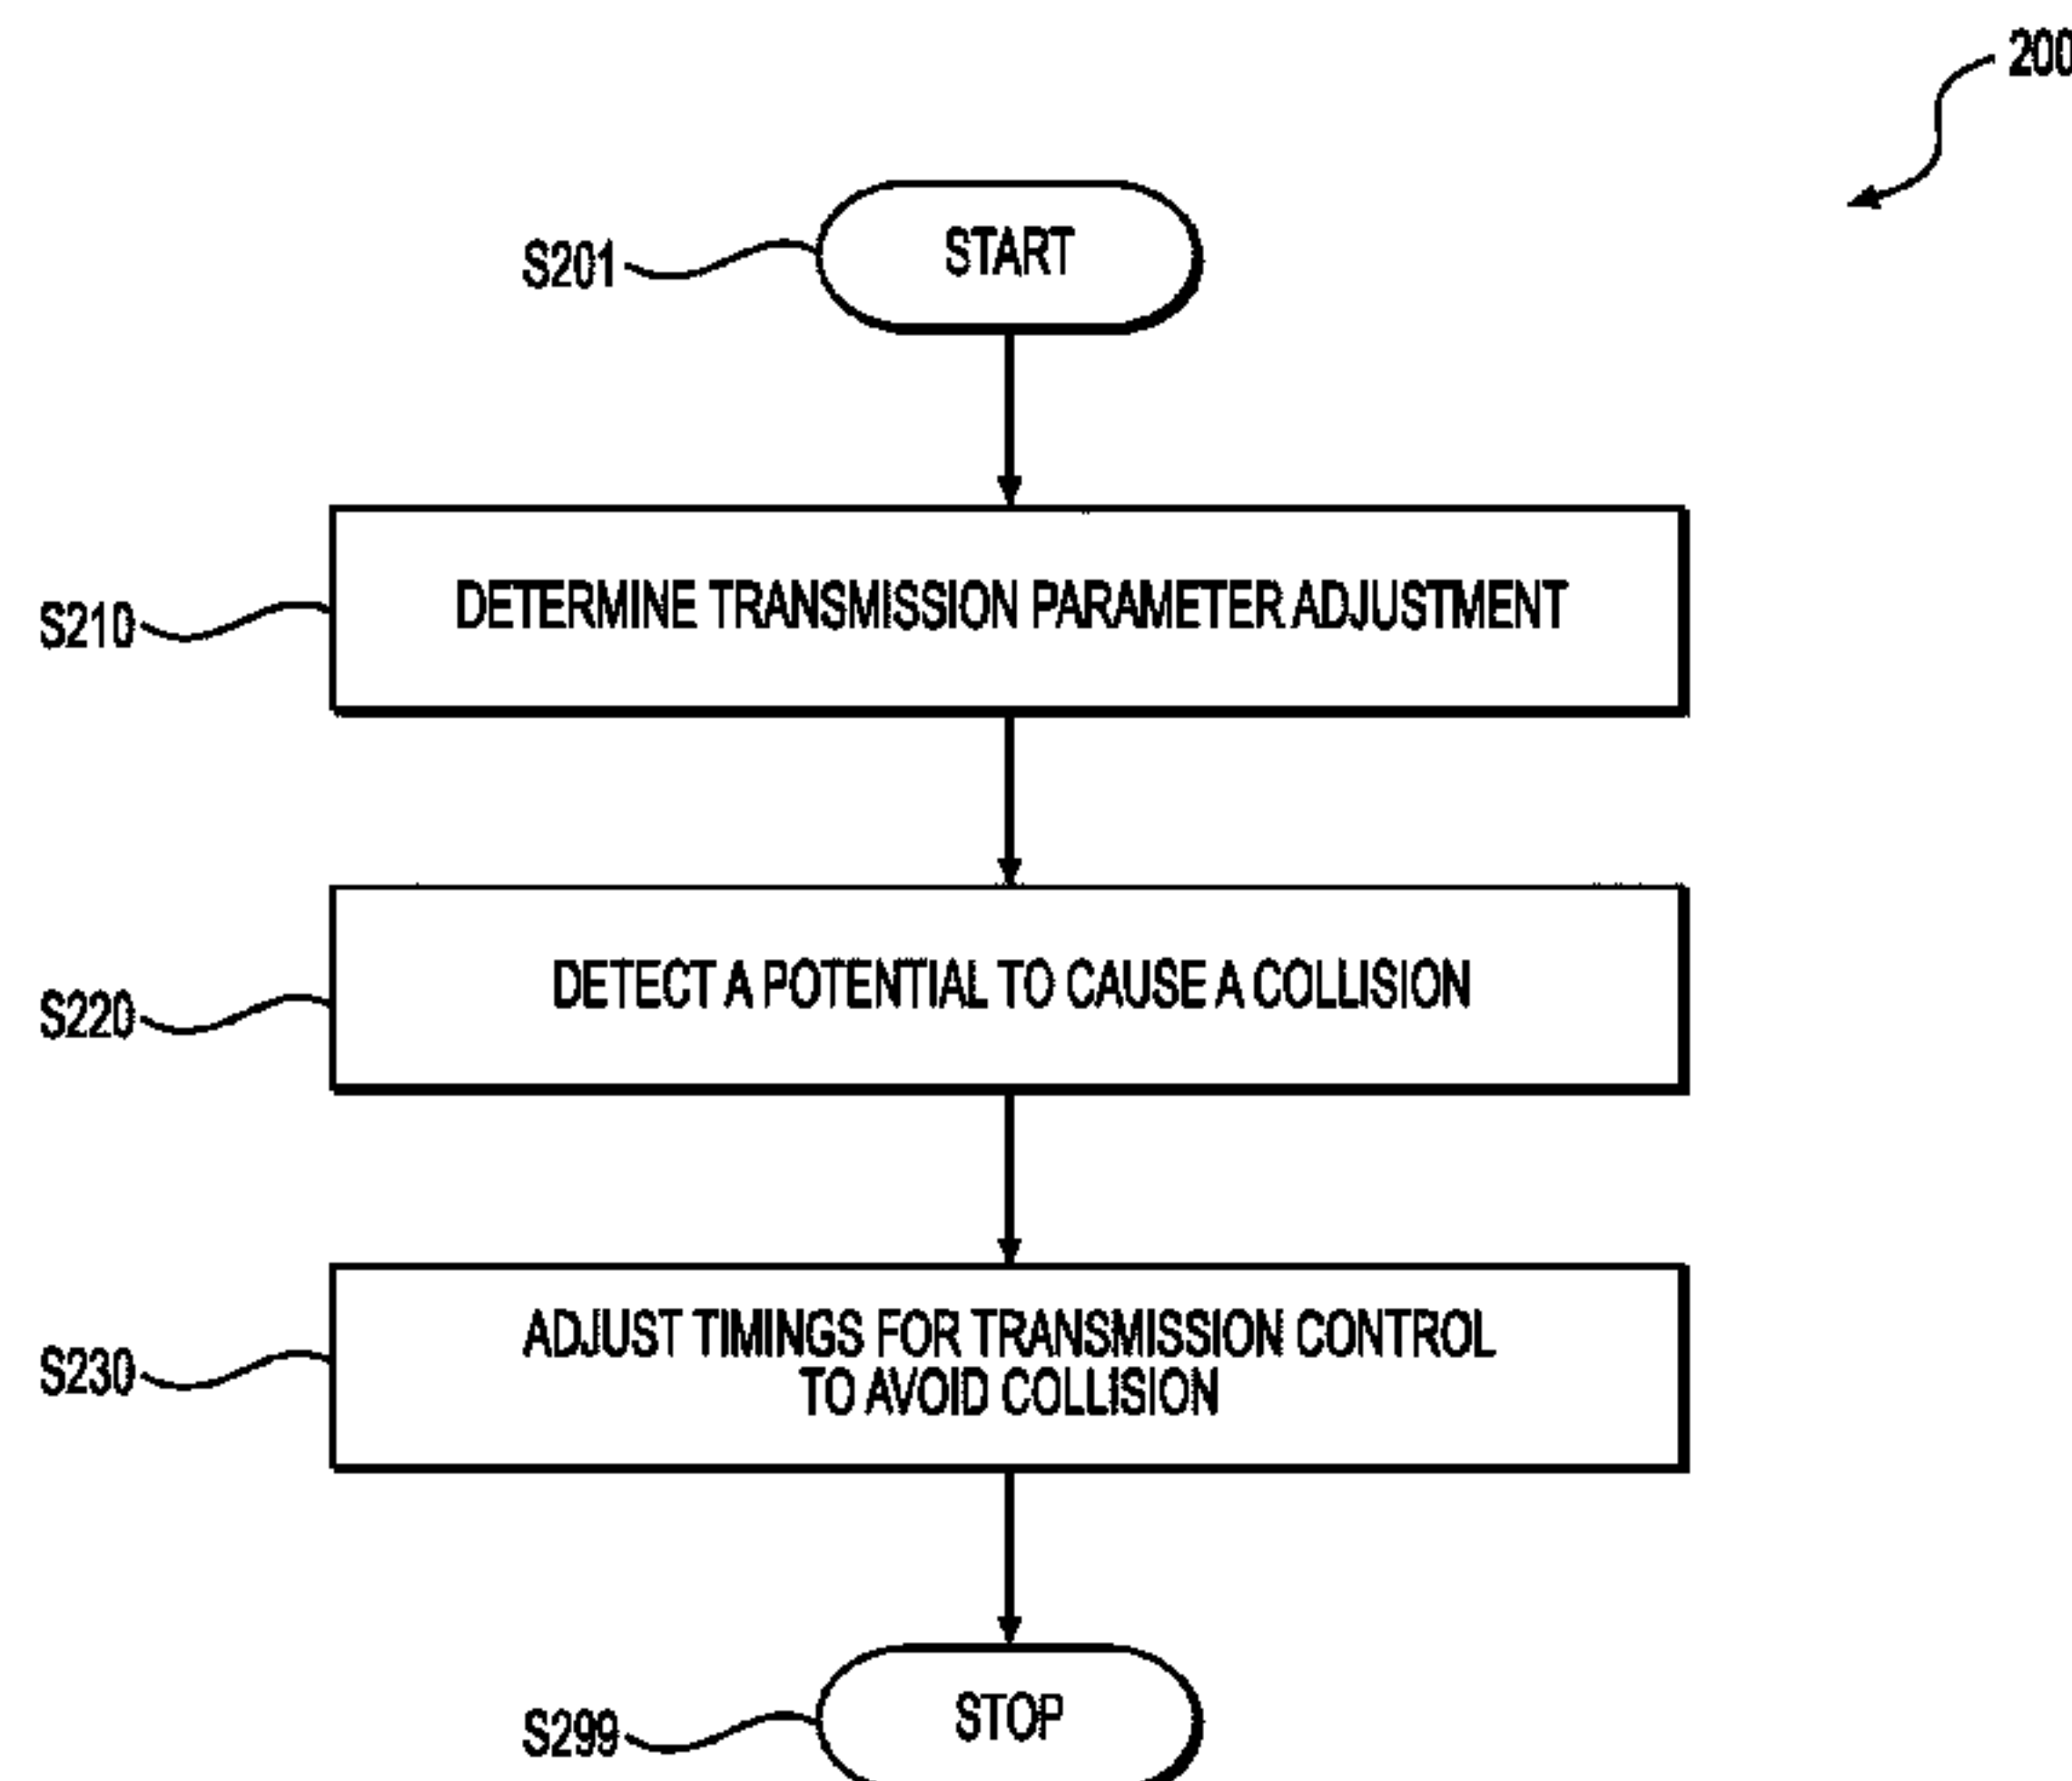 200
S201
START
S210
DETERMINE TRANSMISSION PARAMETER ADJUSTMENT
S220
DETECT A POTENTIAL TO CAUSE A COLLISION
S230
ADJUST TIMINGS FOR TRANSMISSION CONTROL
TO AVOID COLLISION
S299
STOP